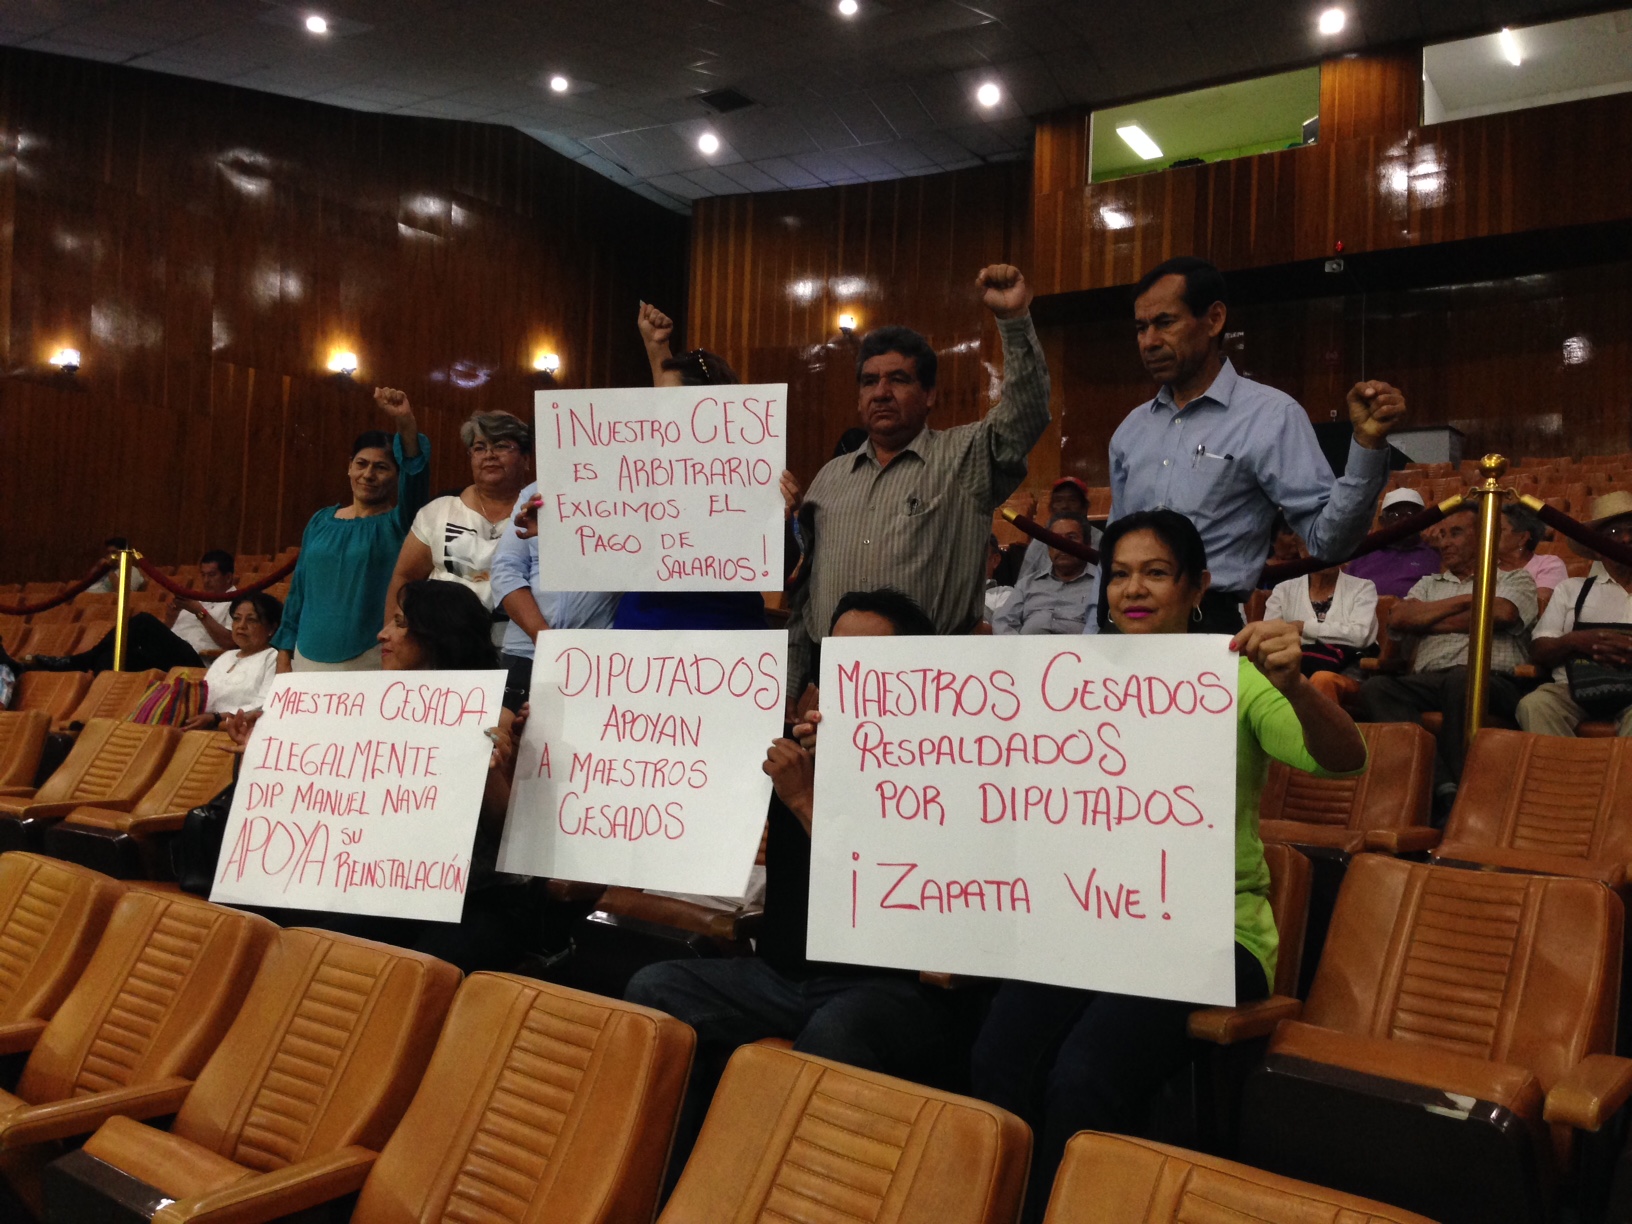 ¡NUESTRO CESE
ES ARBITRARIO
EXIGIMOS EL
PAGO DE
SALARIOS!
MAESTRA CESADA
ILEGALMENTE
DIP. MANUEL NAVA
APOYA SU
REINSTALACIÓN
DIPUTADOS
APOYAN
A MAESTROS
CESADOS
MAESTROS CESADOS
RESPALDADOS
POR DIPUTADOS.
¡ZAPATA VIVE!